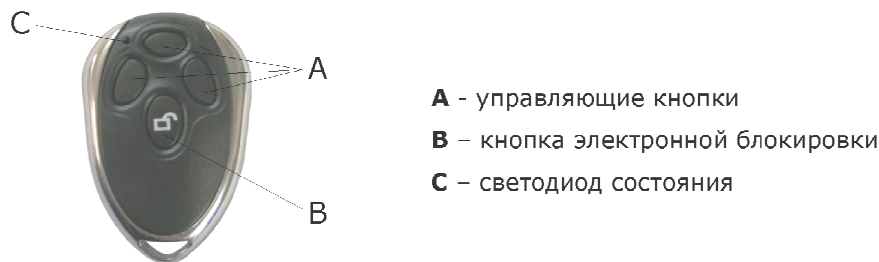 C
A
B
A - управляющие кнопки
B – кнопка электронной блокировки
C – светодиод состояния